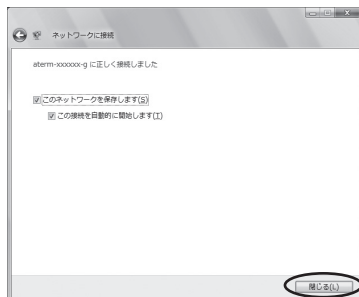 ネットワークに接続
aterm-xxxxxx-g に正しく接続しました
このネットワークを保存します(S)
この接続を自動的に開始します(T)
閉じる(L)